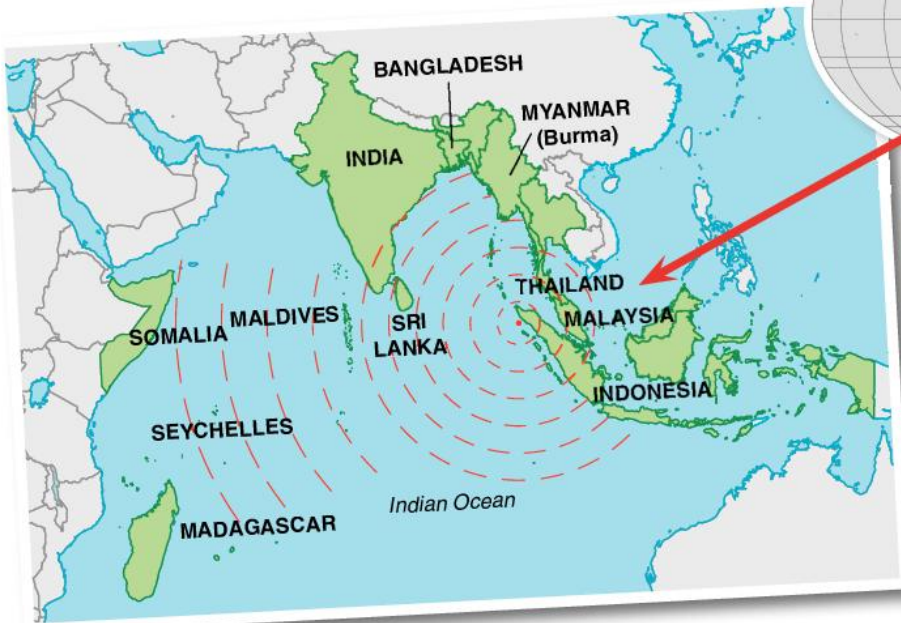 BANGLADESH
MYANMAR
(Burma)
INDIA
THAILAND
SOMALIA
MALDIVES
SRI
LANKA
MALAYSIA
INDONESIA
SEYCHELLES
Indian Ocean
MADAGASCAR